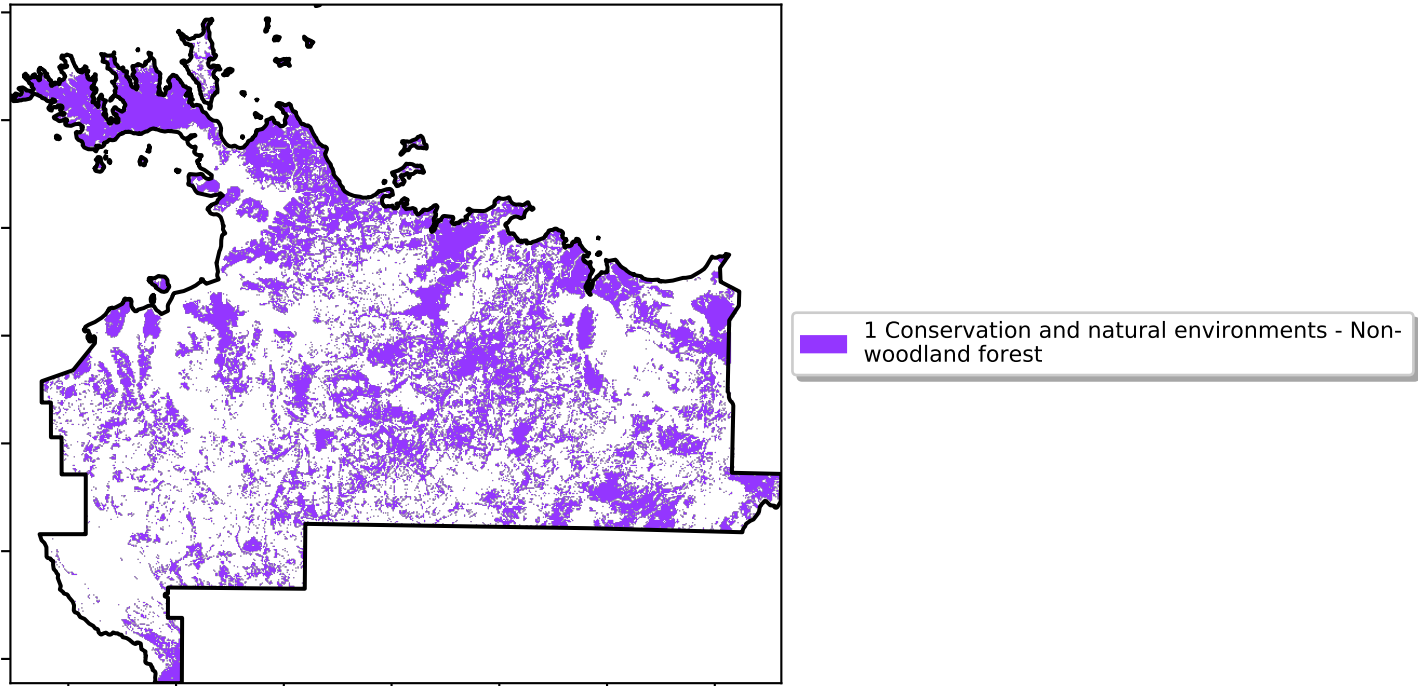 1 Conservation and natural environments - Non-
woodland forest